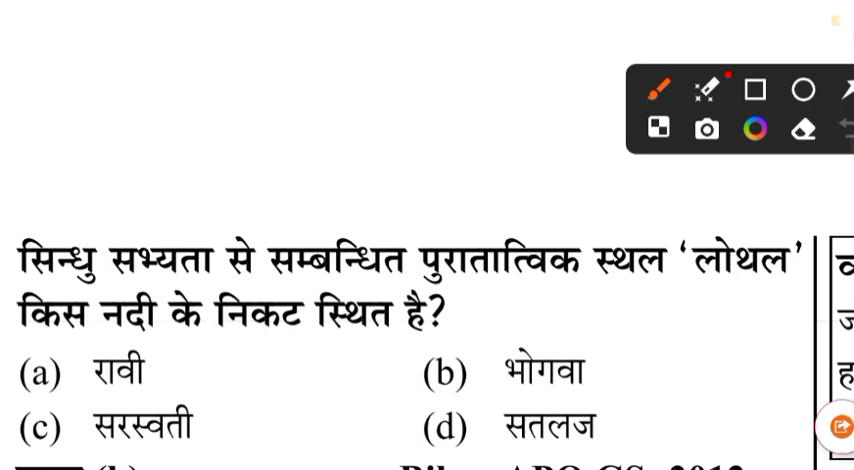 सिन्धु सभ्यता से सम्बन्धित पुरातात्विक स्थल ‘लोथल’
किस नदी के निकट स्थित है?
(a) रावी (b) भोगवा
(c) सरस्वती (d) सतलज